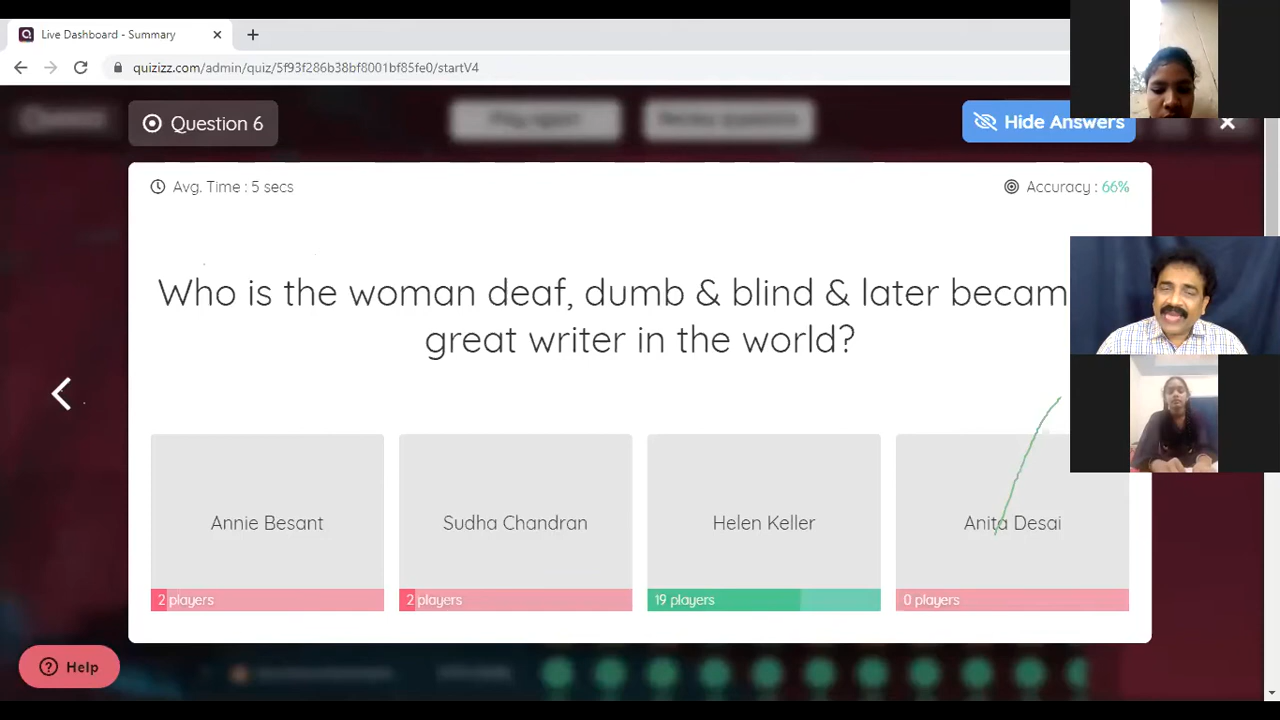 Live Dashboard - Summary
quizizz.com/admin/quiz/5f93f286b38bf8001bf85fe0/startV4
Question 6
Hide Answers
Avg. Time : 5 secs
Accuracy : 66%
Who is the woman deaf, dumb & blind & later becam
great writer in the world?
Annie Besant
Sudha Chandran
Helen Keller
Anita Desai
2 players
2 players
19 players
0 players
Help